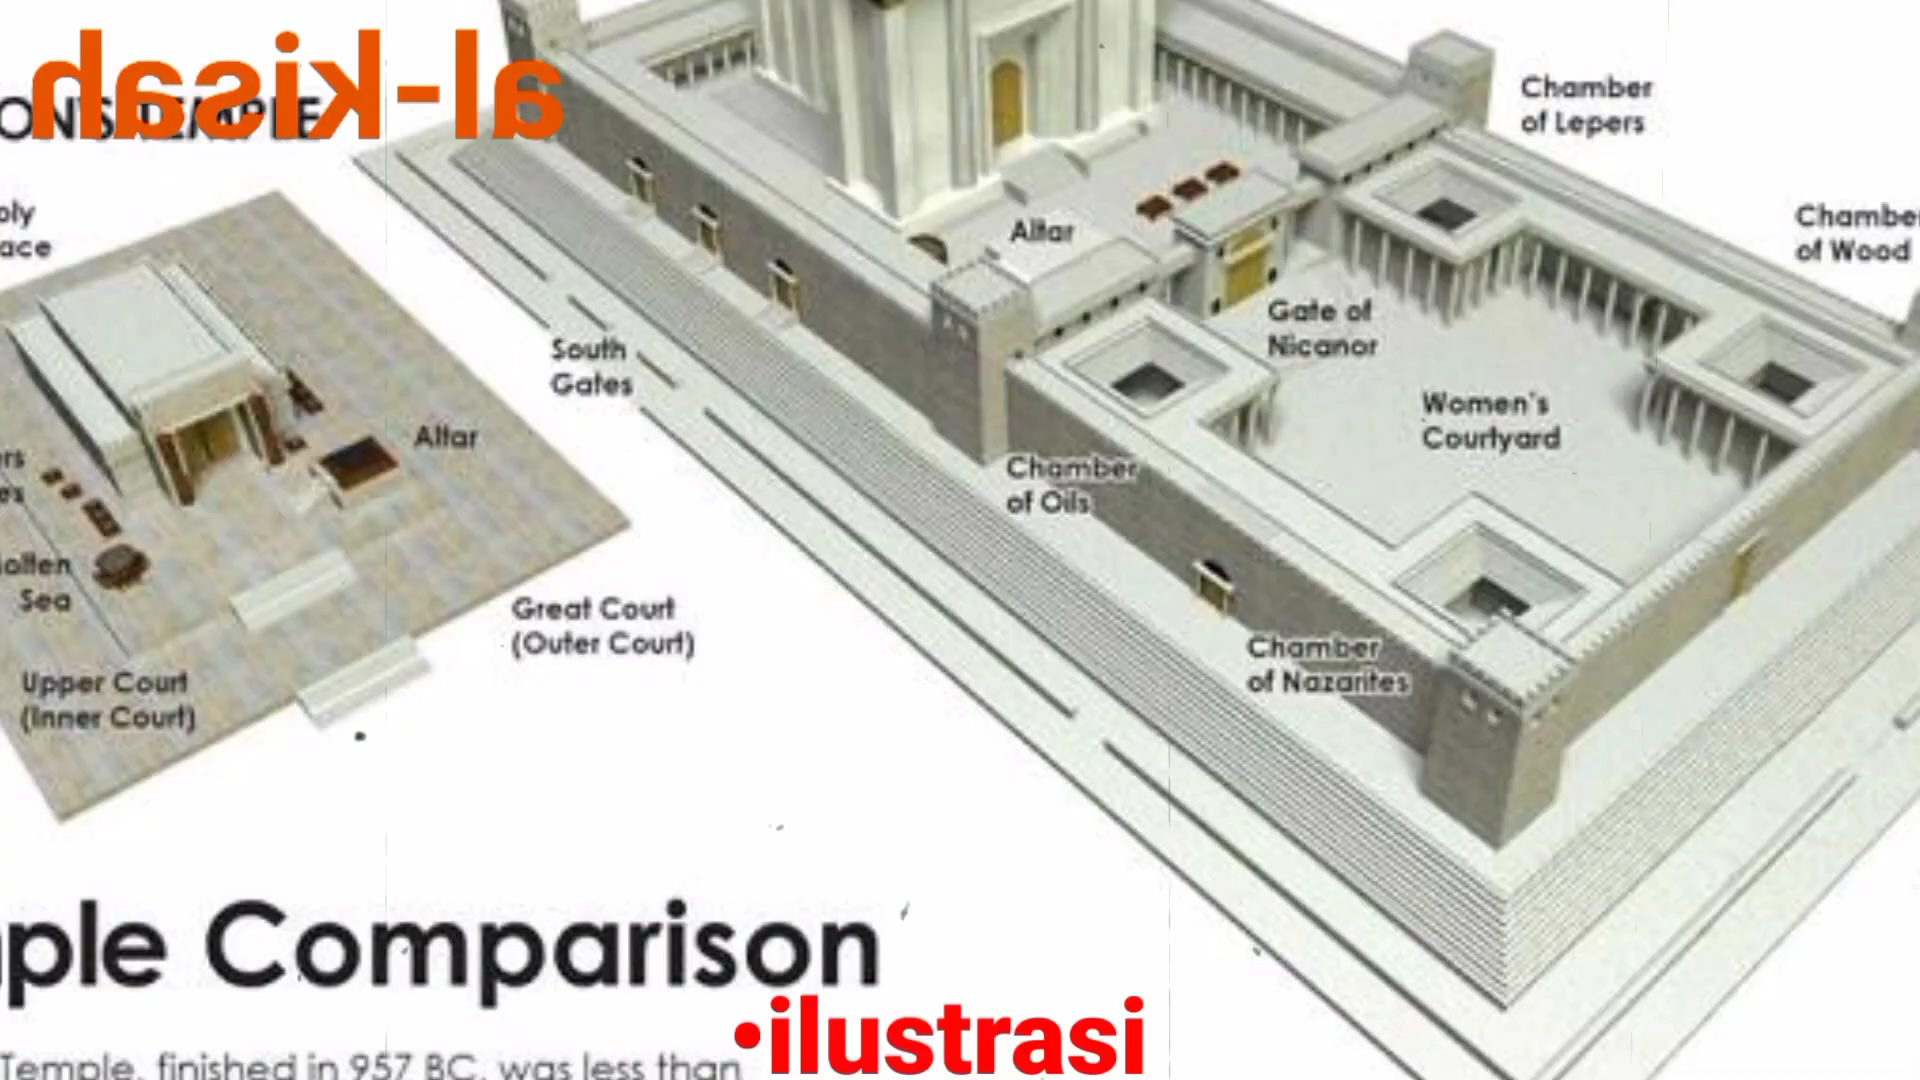 al-kisah
Chamber
of Lepers
Chamber
of Wood
Altar
Gate of
Nicanor
South
Gates
Women's
Courtyard
Altar
Chamber
of Oils
Sea
Great Court
(Outer Court)
Chamber
of Nazarites
Upper Court
(Inner Court)
Comparison
•ilustrasi
Temple, finished in 957 BC, was less than